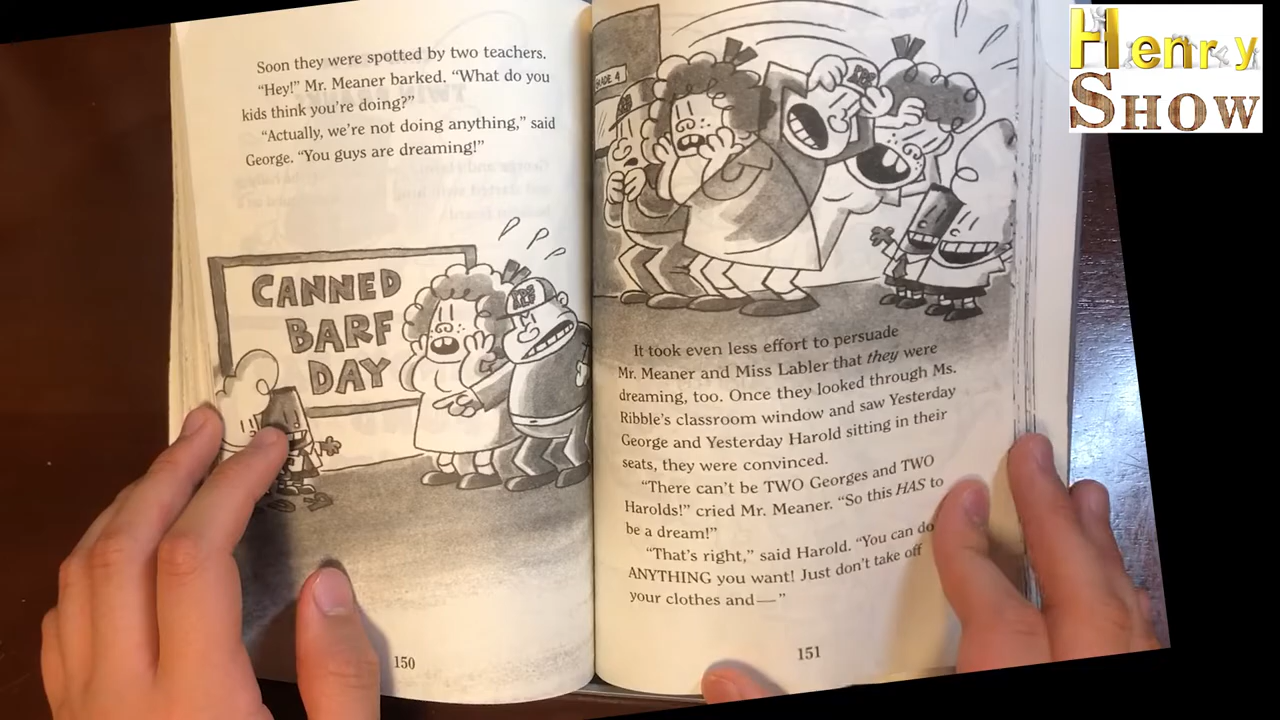 Soon they were spotted by two teachers.
“Hey!” Mr. Meaner barked. “What do you
kids think you’re doing?”
“Actually, we’re not doing anything,” said
George. “You guys are dreaming!”
CANNED
BARF
DAY
150
It took even less effort to persuade
Mr. Meaner and Miss Labler that they were
dreaming, too. Once they looked through Ms.
Ribble’s classroom window and saw Yesterday
George and Yesterday Harold sitting in their
seats, they were convinced.
“There can’t be TWO Georges and TWO
Harolds!” cried Mr. Meaner. “So this HAS to
be a dream!”
“That’s right,” said Harold. “You can do
ANYTHING you want! Just don’t take off
your clothes and—”
151
Henry
SHOW